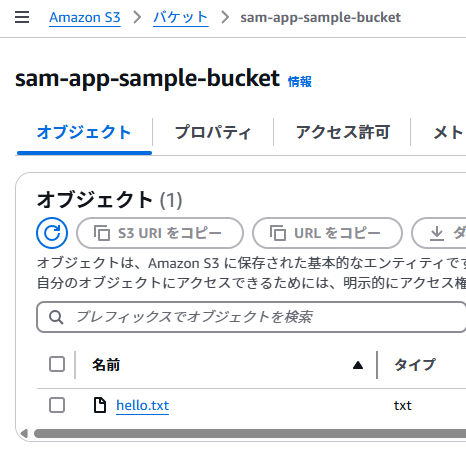 Amazon S3 > バケット > sam-app-sample-bucket
sam-app-sample-bucket 情報
オブジェクト プロパティ アクセス許可 メト
オブジェクト (1)
S3 URI をコピー URL をコピー ダ
オブジェクトは、Amazon S3 に保存された基本的なエンティティです
自分のオブジェクトにアクセスできるためには、明示的にアクセス権
プレフィックスでオブジェクトを検索
名前 タイプ
hello.txt txt